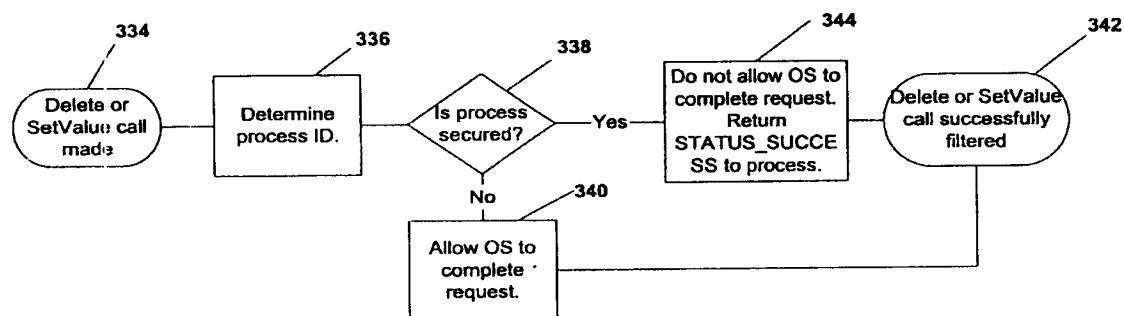 334
336
338
344
342
Delete or
SetValue call
made
Determine
process ID.
Is process
secured?
Yes
Do not allow OS to
complete request.
Return
STATUS_SUCCE
SS to process.
Delete or SetValue
call successfully
filtered
No
340
Allow OS to
complete
request.